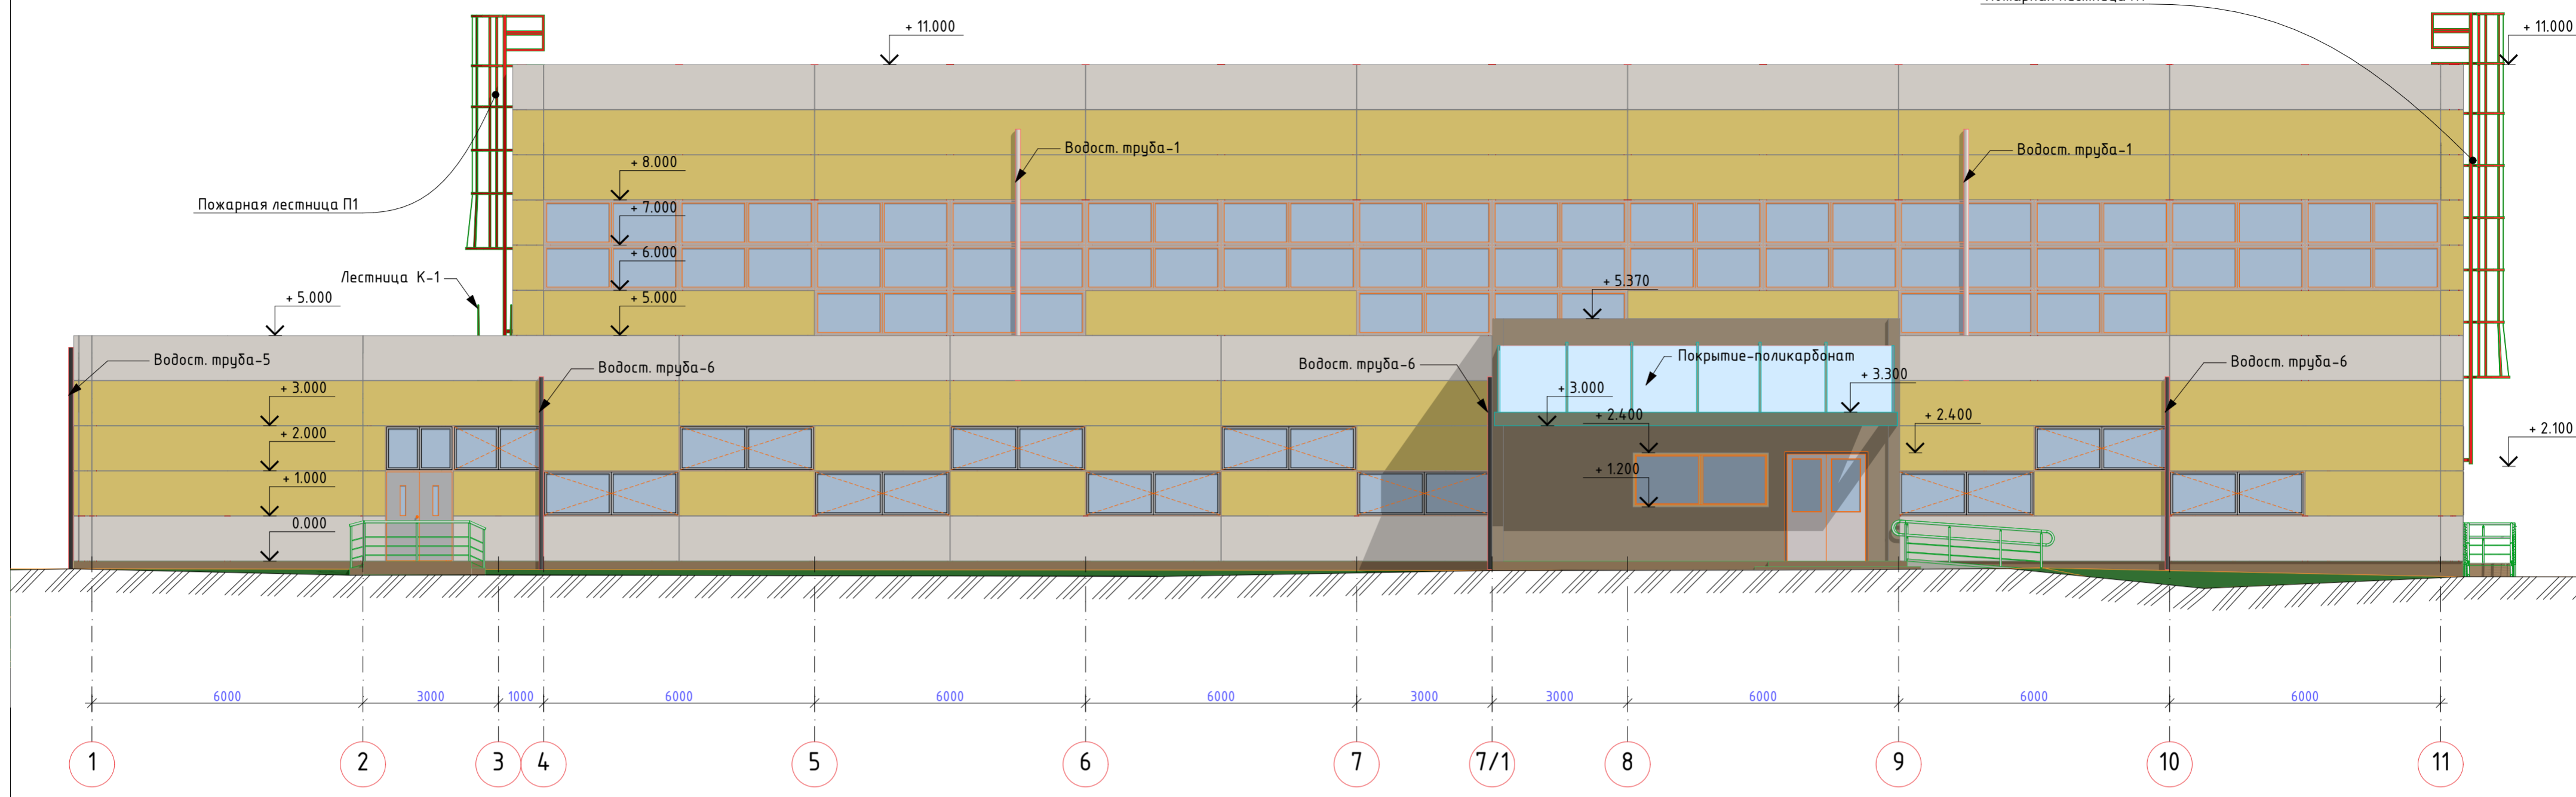 + 11.000
+ 11.000
Водост. труба-1
Водост. труба-1
+ 8.000
Пожарная лестница П1
+ 7.000
+ 6.000
Лестница К-1
+ 5.370
+ 5.000
+ 5.000
Водост. труба-5
Водост. труба-6
Водост. труба-6
Покрытие-поликарбонат
Водост. труба-6
+ 3.300
+ 3.000
+ 3.000
+ 2.400
+ 2.400
+ 2.100
+ 2.000
+ 1.200
+ 1.000
0.000
6000 3000 1000 6000 6000 6000 3000 3000 6000 6000 6000
1 2 3 4 5 6 7 7/1 8 9 10 11